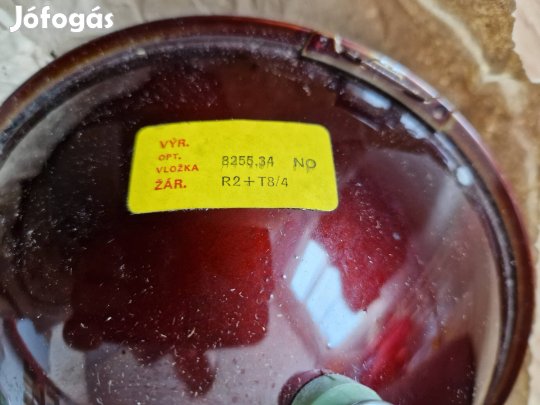 Jófogás
VÝR.
OPT.
VLOŽKA 8255.34 NO
ŽÁR. R2+T8/4